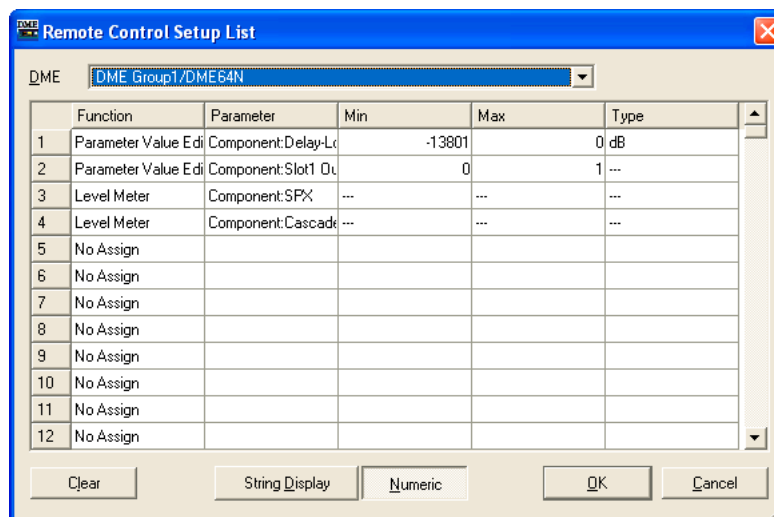 DME Remote Control Setup List
DME DME Group1/DME64N
Function Parameter Min Max Type
1 Parameter Value Edi Component:Delay-Lo -13801 0 dB
2 Parameter Value Edi Component:Slot1 Ou 0 1 ---
3 Level Meter Component:SPX --- --- ---
4 Level Meter Component:Cascade --- --- ---
5 No Assign
6 No Assign
7 No Assign
8 No Assign
9 No Assign
10 No Assign
11 No Assign
12 No Assign
Clear String Display Numeric OK Cancel